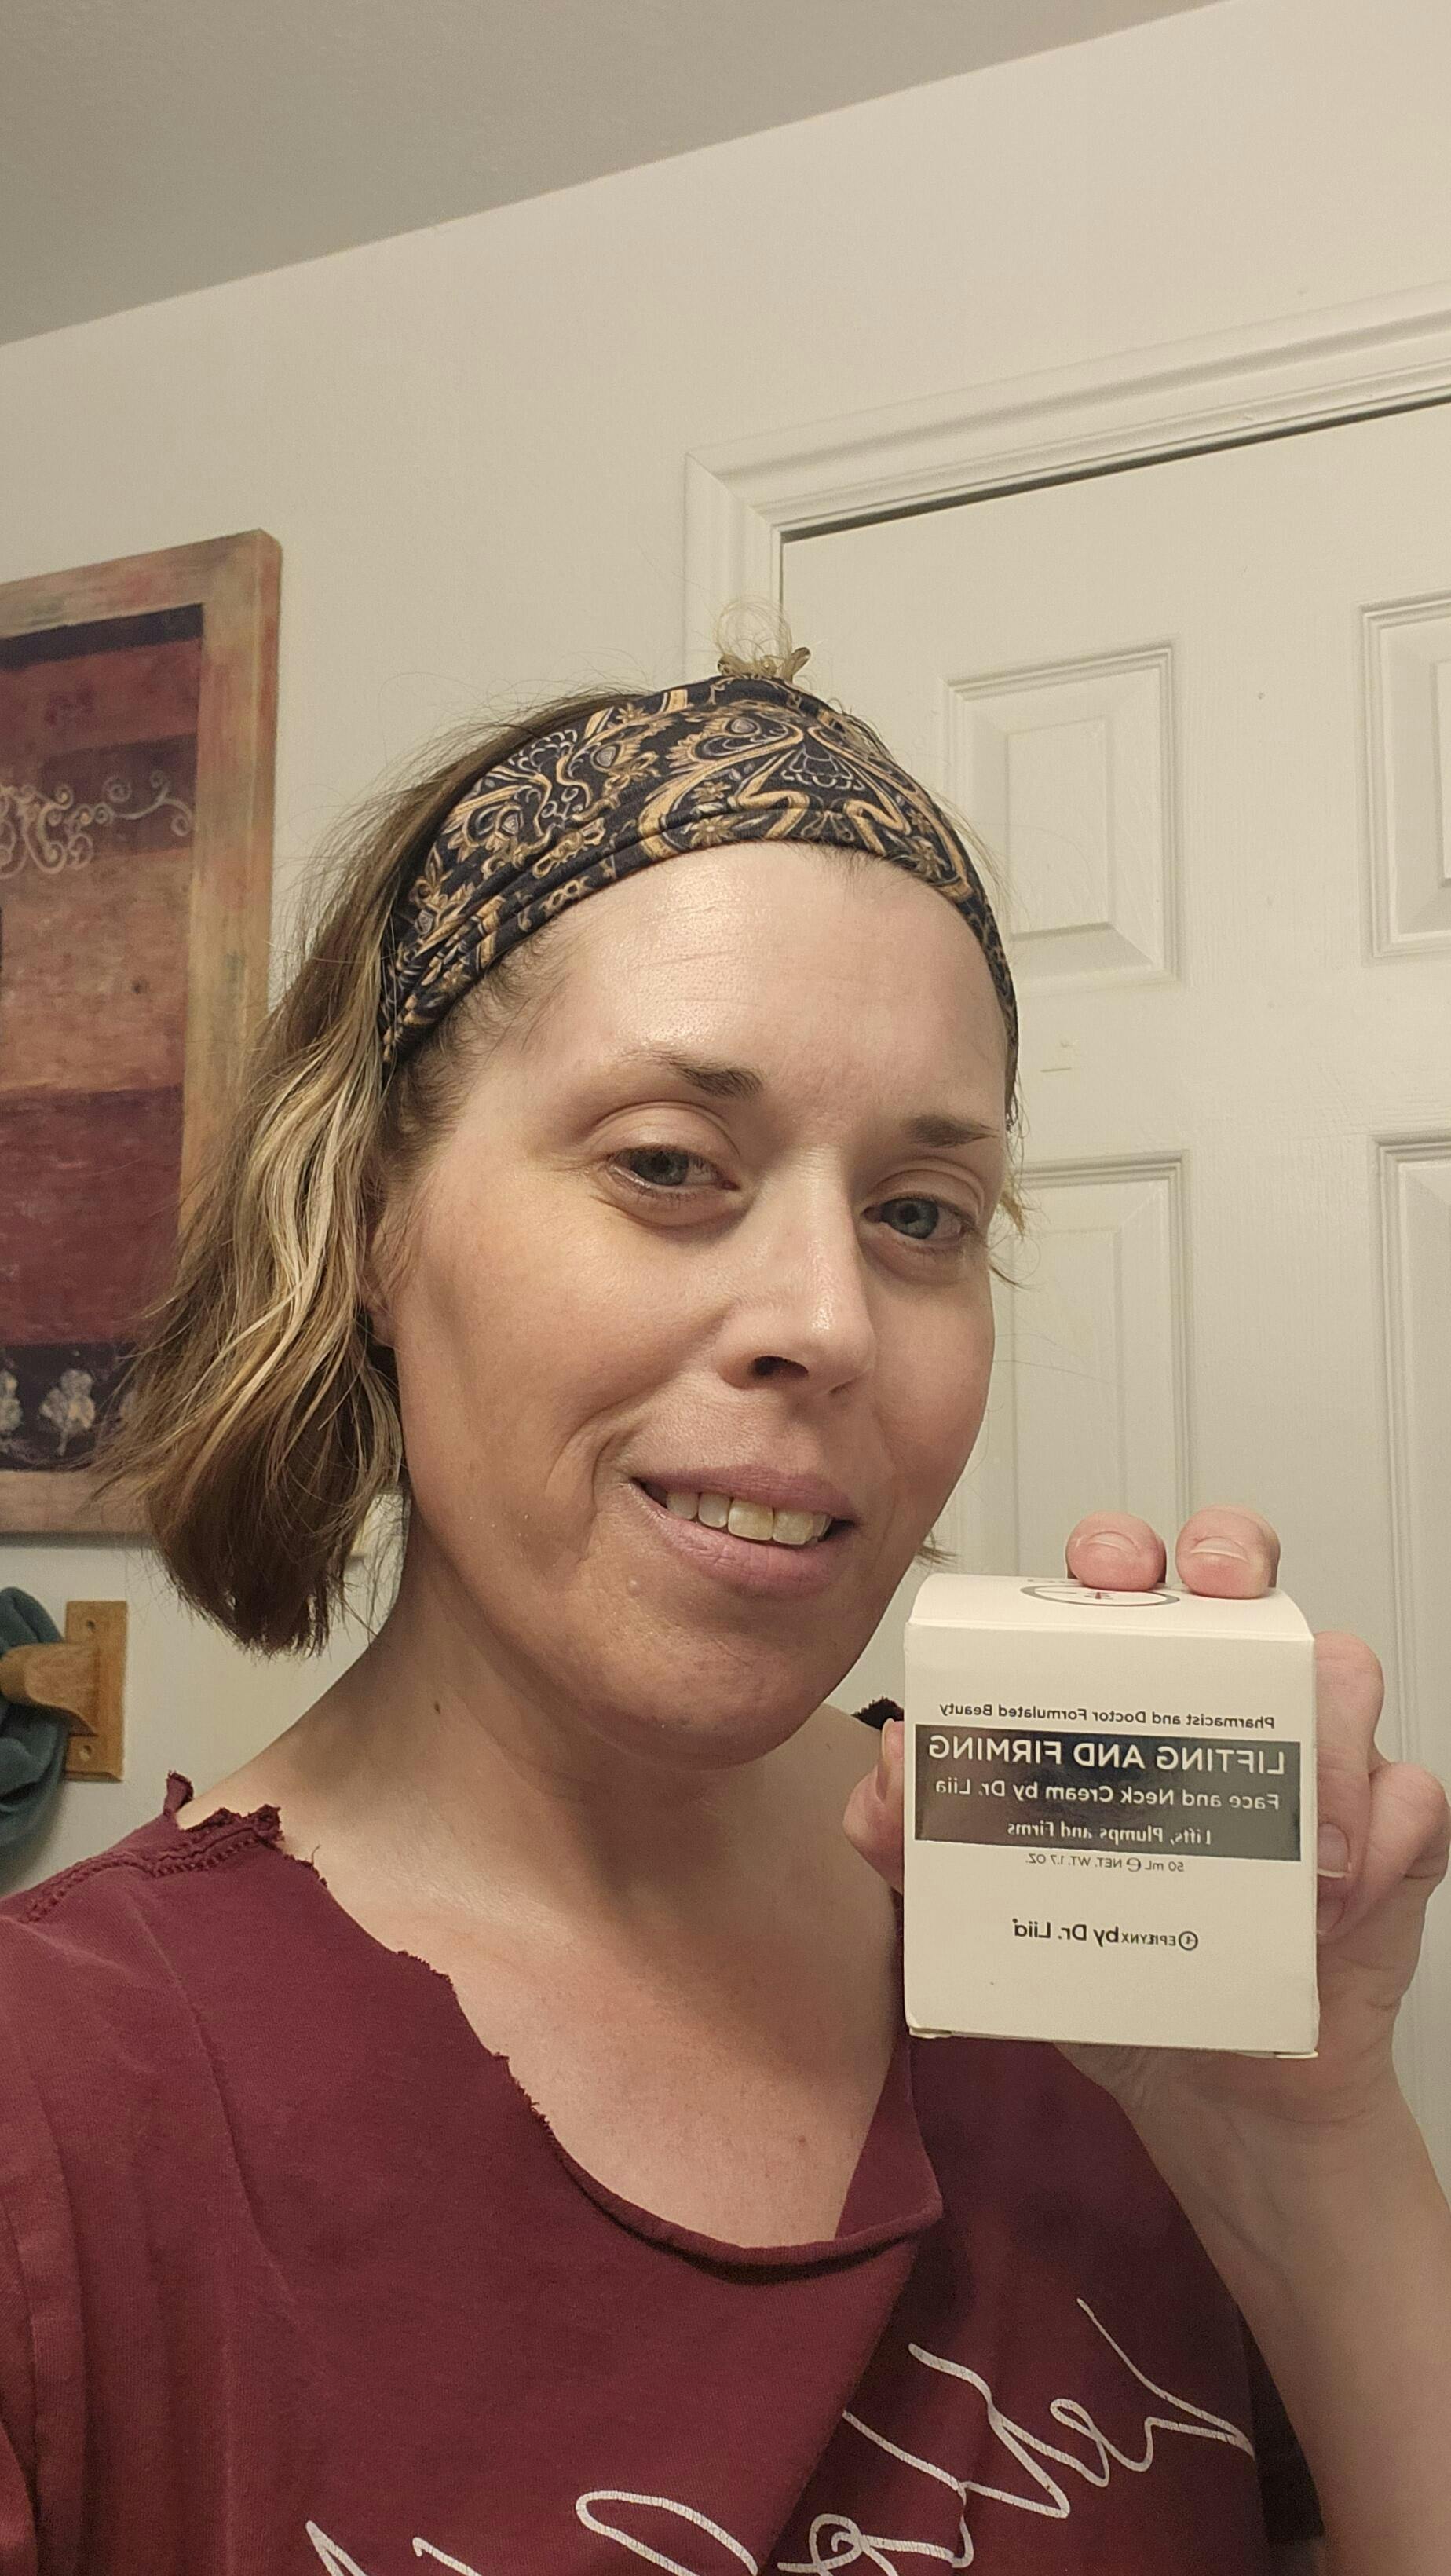 Pharmacist and Doctor Formulated Beauty
LIFTING AND FIRMING
Face and Neck Cream by Dr. Liia
Lifts, Plumps and Firms
50 mL ℮ NET. WT. 1.7 OZ.
EPILYNX by Dr. Liia